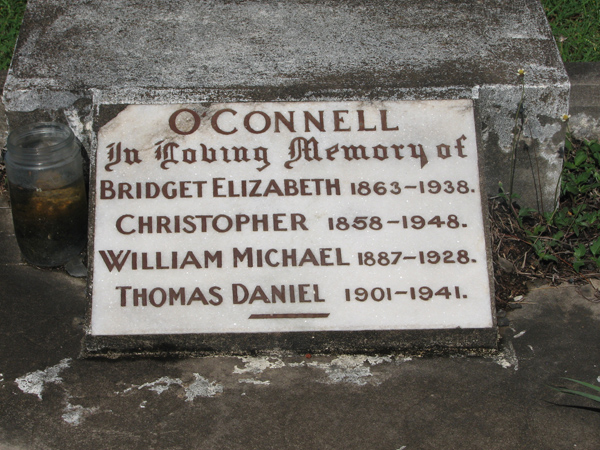 O'CONNELL
In Loving Memory of
BRIDGET ELIZABETH 1863-1938.
CHRISTOPHER 1858-1948.
WILLIAM MICHAEL 1887-1928.
THOMAS DANIEL 1901-1941.